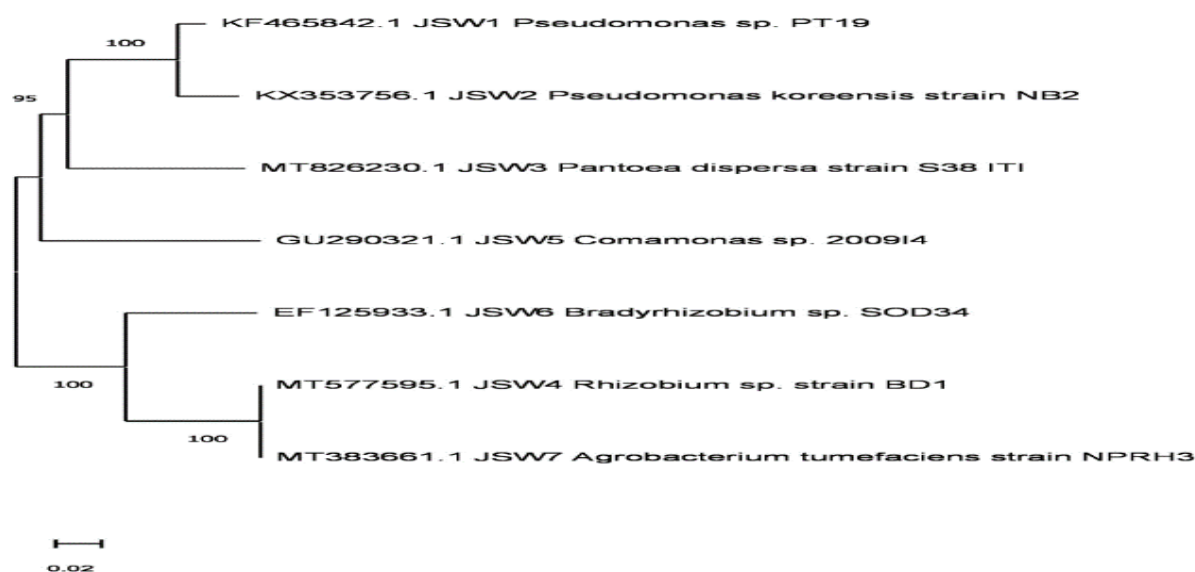 KF465842.1 JSW1 Pseudomonas sp. PT19
100
KX353756.1 JSW2 Pseudomonas koreensis strain NB2
95
MT826230.1 JSW3 Pantoea dispersa strain S38 ITI
GU290321.1 JSW5 Comamonas sp. 2009I4
EF125933.1 JSW6 Bradyrhizobium sp. SOD34
100
MT577595.1 JSW4 Rhizobium sp. strain BD1
100
MT383661.1 JSW7 Agrobacterium tumefaciens strain NPRH3
0.02